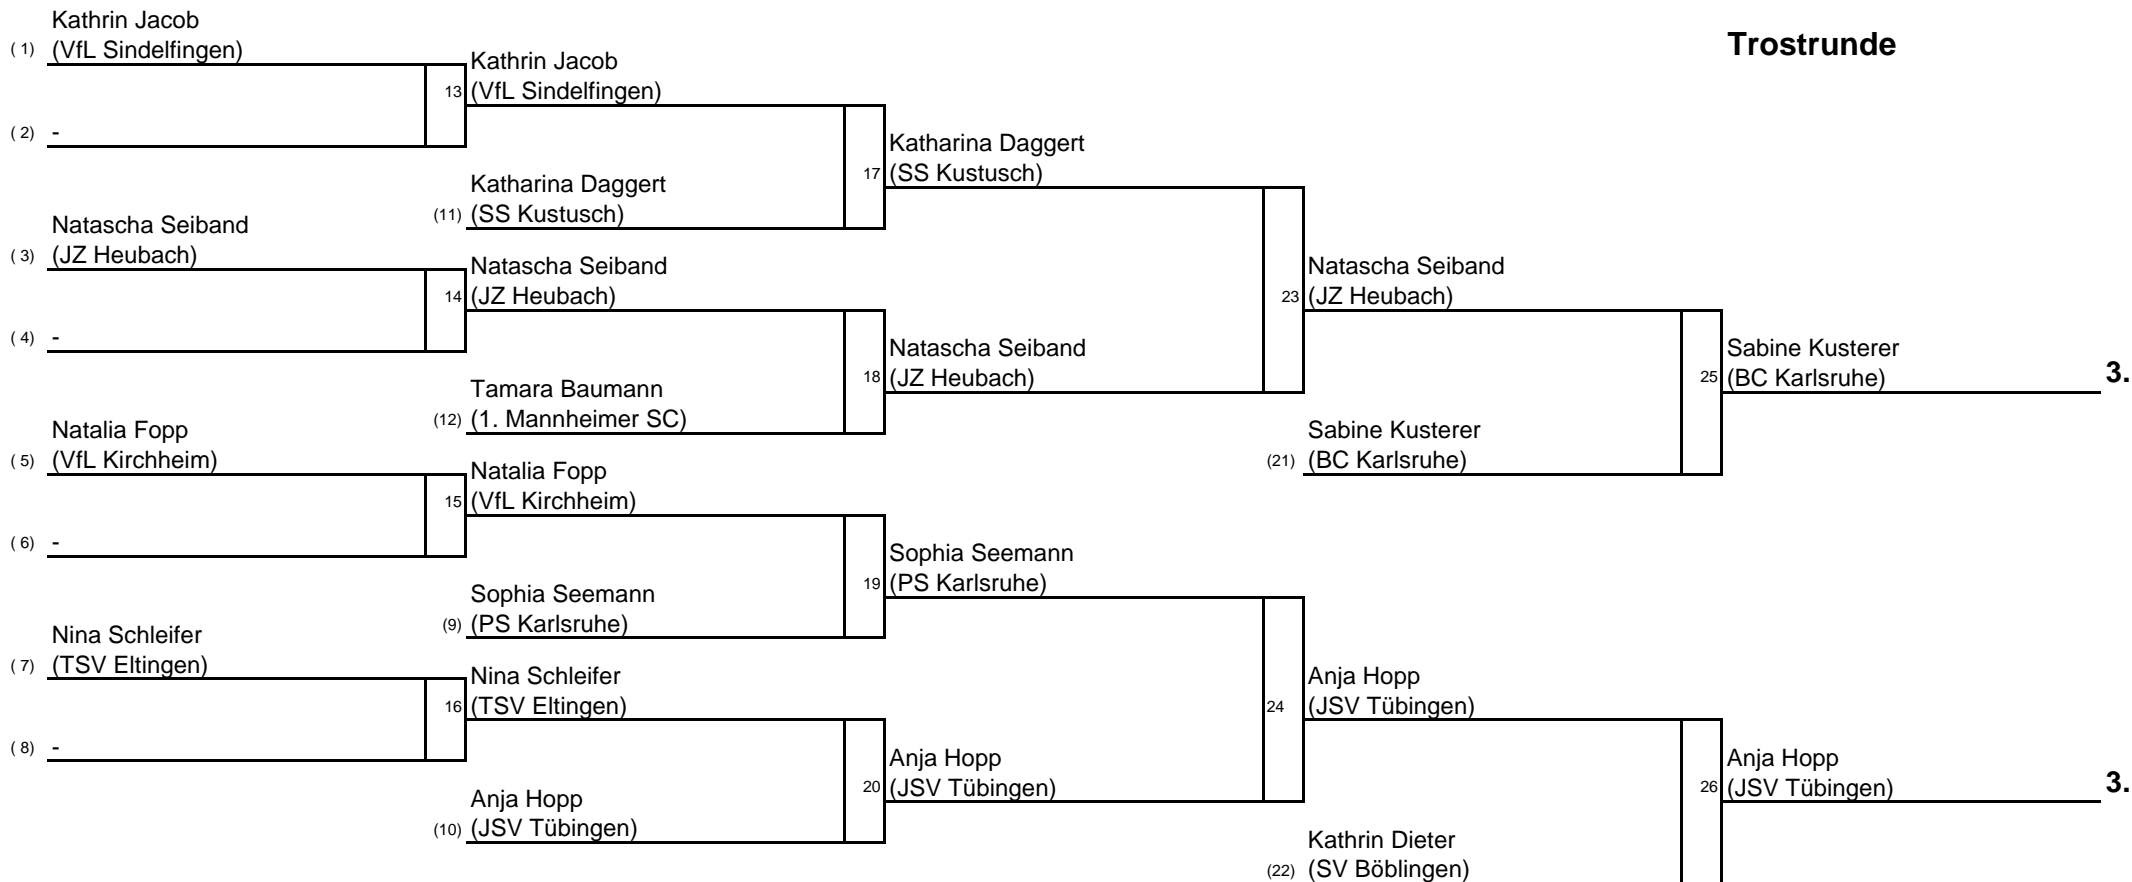 Trostrunde
Kathrin Jacob
( 1) (VfL Sindelfingen)
( 2) -
Natascha Seiband
( 3) (JZ Heubach)
( 4) -
Natalia Fopp
( 5) (VfL Kirchheim)
( 6) -
Nina Schleifer
( 7) (TSV Eltingen)
( 8) -
Kathrin Jacob
13 (VfL Sindelfingen)
Katharina Daggert
(11) (SS Kustusch)
Natascha Seiband
14 (JZ Heubach)
Tamara Baumann
(12) (1. Mannheimer SC)
Natalia Fopp
15 (VfL Kirchheim)
Sophia Seemann
(9) (PS Karlsruhe)
Nina Schleifer
16 (TSV Eltingen)
Anja Hopp
(10) (JSV Tübingen)
Katharina Daggert
17 (SS Kustusch)
Natascha Seiband
18 (JZ Heubach)
Sophia Seemann
19 (PS Karlsruhe)
Anja Hopp
20 (JSV Tübingen)
Natascha Seiband
23 (JZ Heubach)
Sabine Kusterer
(21) (BC Karlsruhe)
Anja Hopp
24 (JSV Tübingen)
Kathrin Dieter
(22) (SV Böblingen)
Sabine Kusterer
25 (BC Karlsruhe) 3.
Anja Hopp
26 (JSV Tübingen) 3.